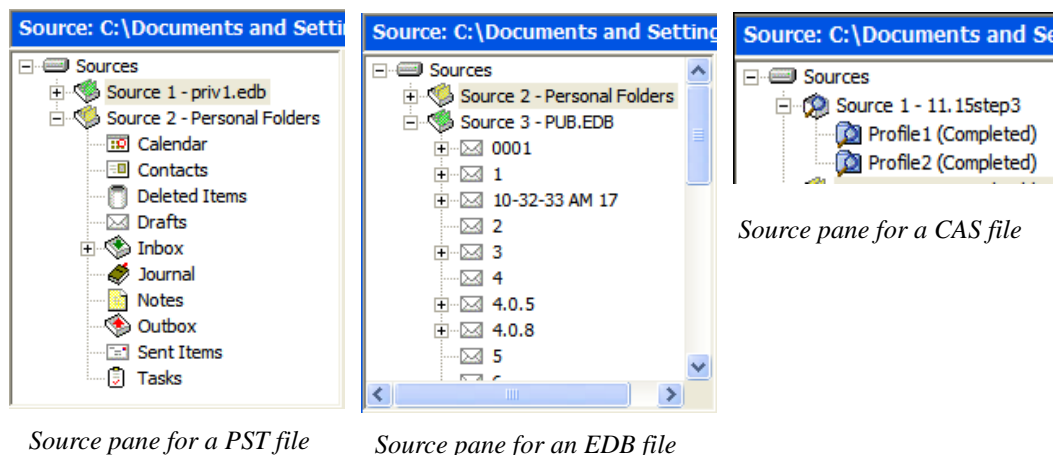 Source: C:\Documents and Setti
Sources
Source 1 - priv1.edb
Source 2 - Personal Folders
Calendar
Contacts
Deleted Items
Drafts
Inbox
Journal
Notes
Outbox
Sent Items
Tasks
Source pane for a PST file
Source: C:\Documents and Setting
Sources
Source 2 - Personal Folders
Source 3 - PUB.EDB
0001
1
10-32-33 AM 17
2
3
4
4.0.5
4.0.8
5
Source pane for an EDB file
Source: C:\Documents and Se
Sources
Source 1 - 11.15step3
Profile1 (Completed)
Profile2 (Completed)
Source pane for a CAS file